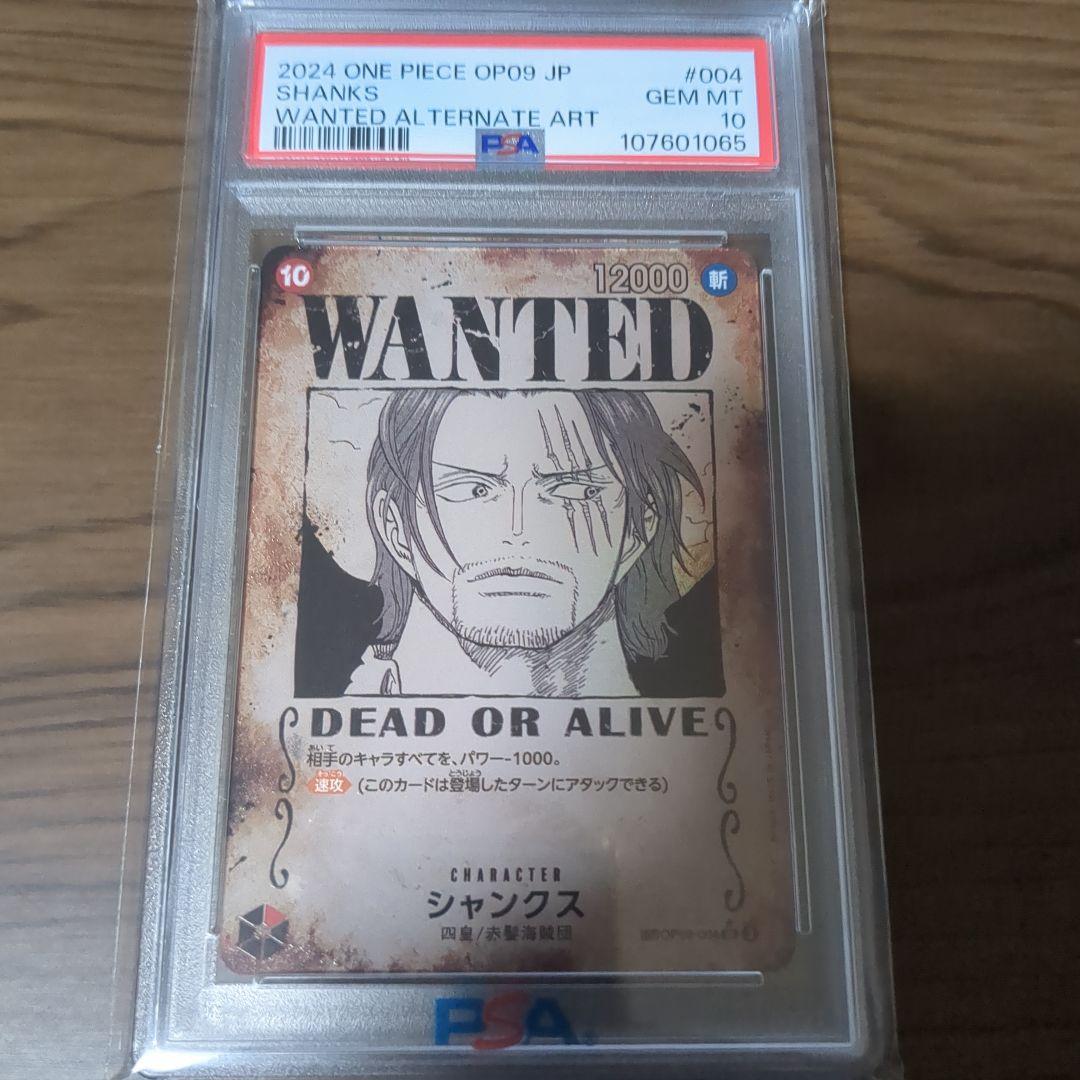 2024 ONE PIECE OP09 JP #004
SHANKS GEM MT
WANTED ALTERNATE ART 10
PSA 107601065
10 12000 斬
WANTED
DEAD OR ALIVE
相手のキャラすべてを、パワー-1000。
速攻 (このカードは登場したターンにアタックできる)
CHARACTER
シャンクス
四皇/赤髪海賊団
PSA